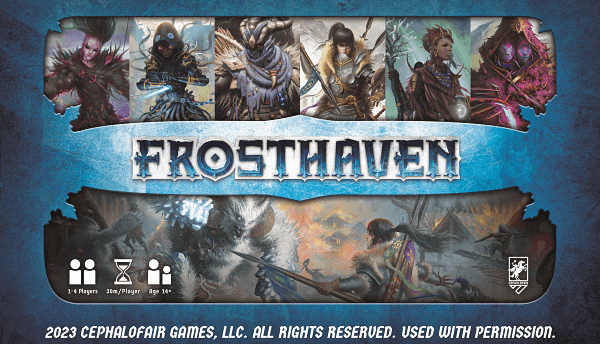 FROSTHAVEN
1-4 Players 30m/Player Age 14+
2023 CEPHALOFAIR GAMES, LLC. ALL RIGHTS RESERVED. USED WITH PERMISSION.